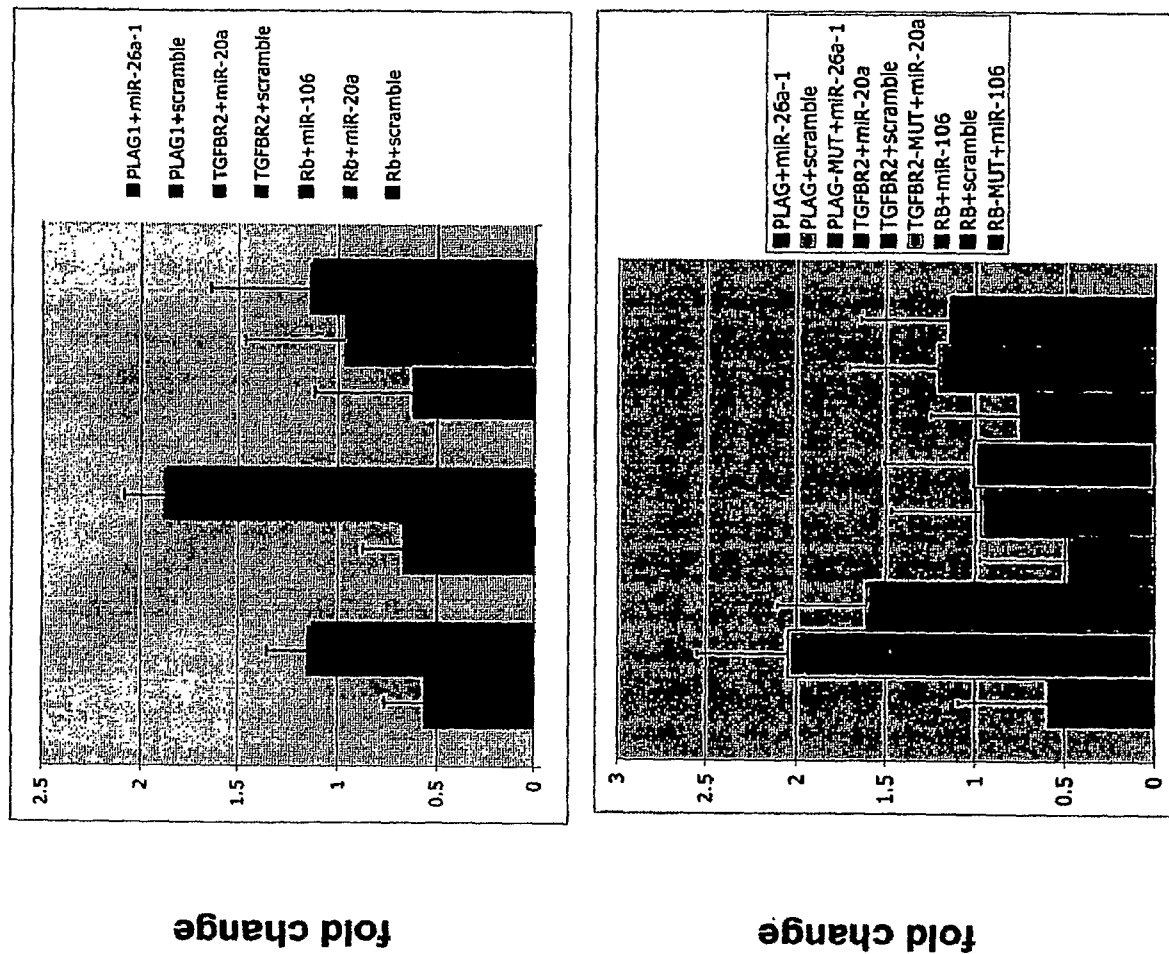 fold change
2.5
2
1.5
1
0.5
0
PLAG1+miR-26a-1
PLAG1+scramble
TGFBR2+miR-20a
TGFBR2+scramble
Rb+miR-106
Rb+miR-20a
Rb+scramble
fold change
3
2.5
2
1.5
1
0.5
0
PLAG+miR-26a-1
PLAG+scramble
PLAG-MUT+miR-26a-1
TGFBR2+miR-20a
TGFBR2+scramble
TGFBR2-MUT+miR-20a
RB+miR-106
RB+scramble
RB-MUT+miR-106